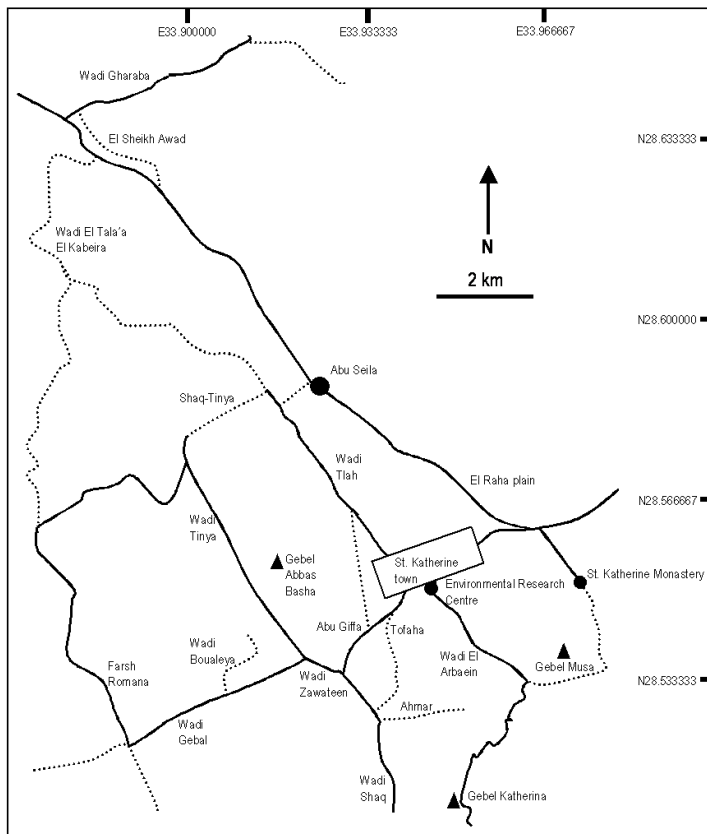 E33.900000
E33.933333
E33.966667
Wadi Gharaba
El Sheikh Awad
N28.633333
Wadi El Tala'a
El Kabeira
N
2 km
N28.600000
Abu Seila
Shaq-Tinya
Wadi
Tlah
El Raha plain
N28.566667
Wadi
Tinya
Gebel
Abbas
Basha
St. Katherine
town
Environmental Research
Centre
St. Katherine Monastery
Abu Giffa
Tofaha
Wadi
Boualeya
Wadi El
Arbaein
Gebel Musa
Farsh
Romana
Wadi
Zawateen
N28.533333
Ahmar
Wadi
Gebal
Wadi
Shaq
Gebel Katherina